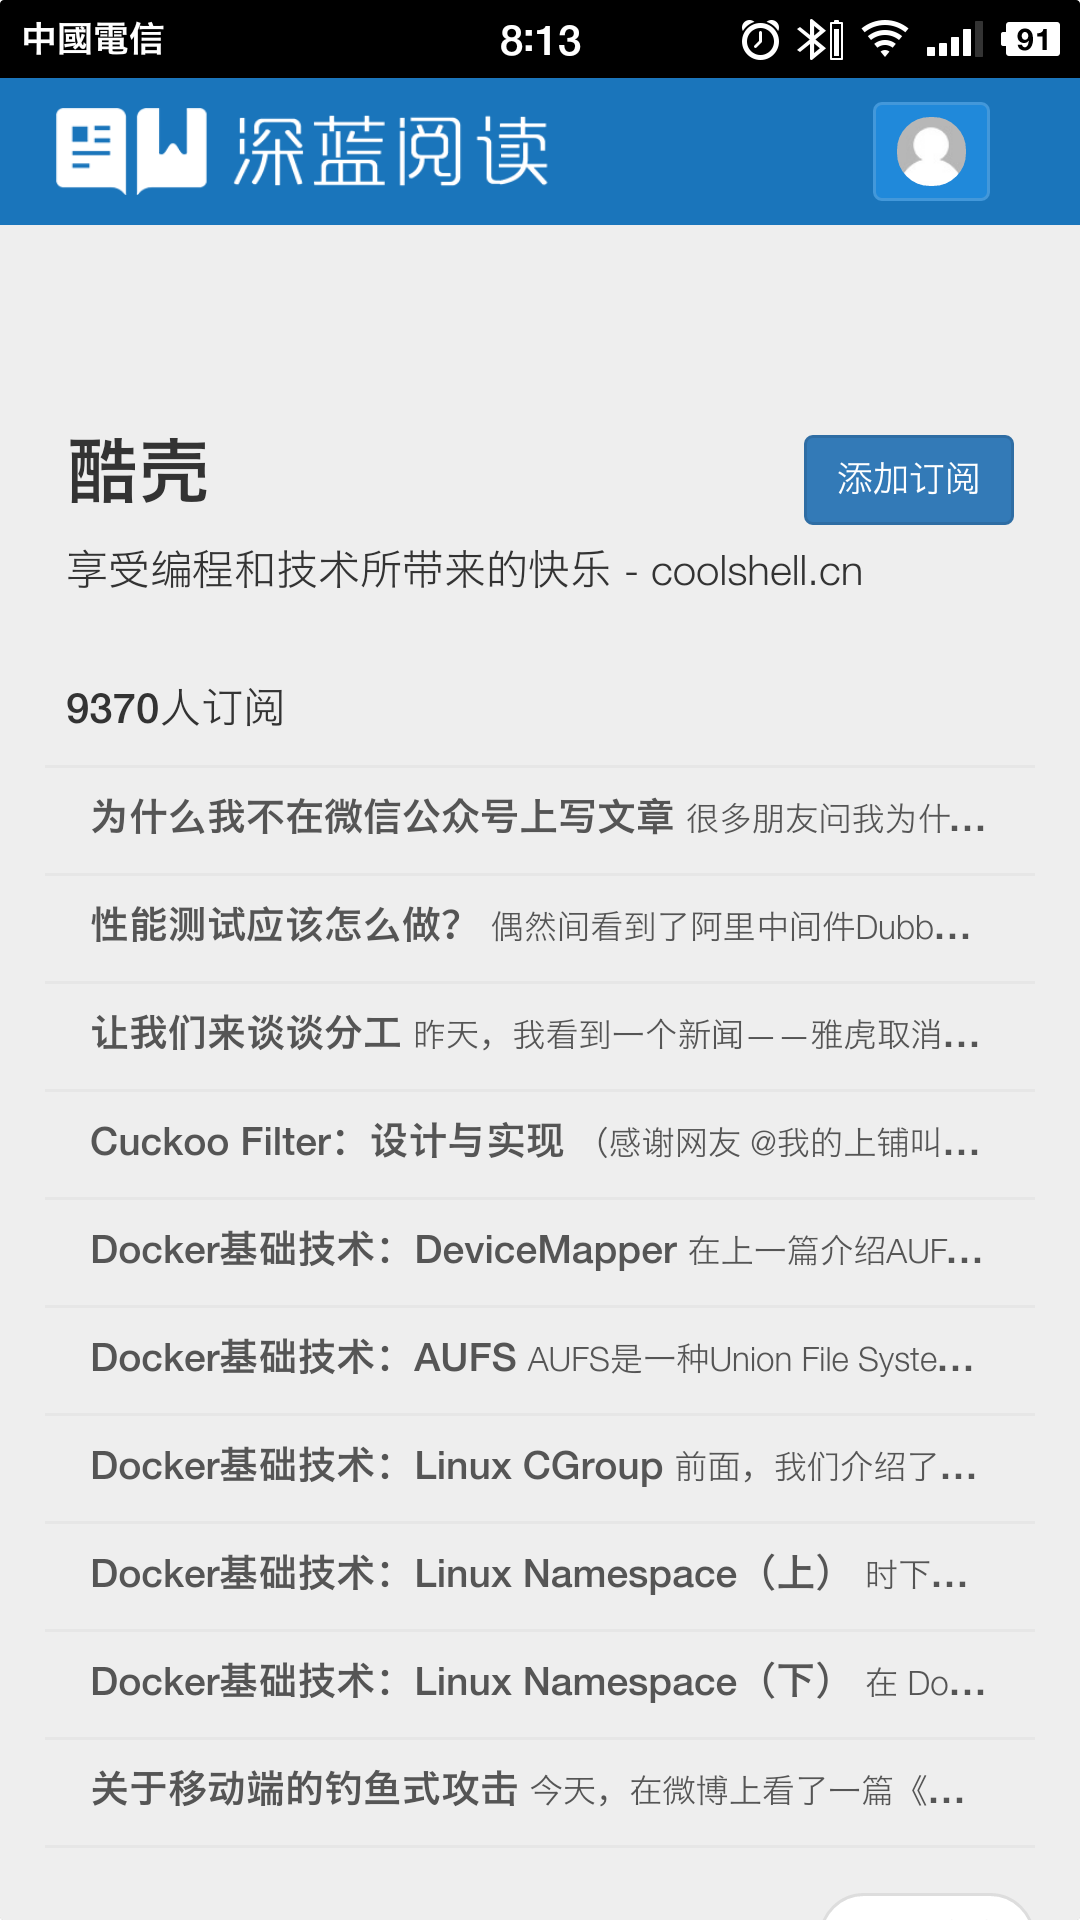 中國電信 8:13 91
深蓝阅读
酷壳
添加订阅
享受编程和技术所带来的快乐 - coolshell.cn
9370人订阅
为什么我不在微信公众号上写文章 很多朋友问我为什...
性能测试应该怎么做？ 偶然间看到了阿里中间件Dubb...
让我们来谈谈分工 昨天，我看到一个新闻——雅虎取消...
Cuckoo Filter：设计与实现 （感谢网友 @我的上铺叫...
Docker基础技术：DeviceMapper 在上一篇介绍AUF...
Docker基础技术：AUFS AUFS是一种Union File Syste...
Docker基础技术：Linux CGroup 前面，我们介绍了...
Docker基础技术：Linux Namespace（上） 时下...
Docker基础技术：Linux Namespace（下） 在 Do...
关于移动端的钓鱼式攻击 今天，在微博上看了一篇《...